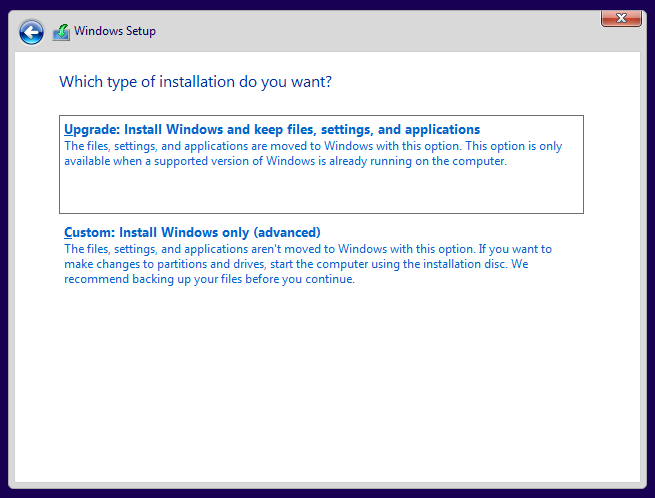 Windows Setup
Which type of installation do you want?
Upgrade: Install Windows and keep files, settings, and applications
The files, settings, and applications are moved to Windows with this option. This option is only
available when a supported version of Windows is already running on the computer.
Custom: Install Windows only (advanced)
The files, settings, and applications aren't moved to Windows with this option. If you want to
make changes to partitions and drives, start the computer using the installation disc. We
recommend backing up your files before you continue.